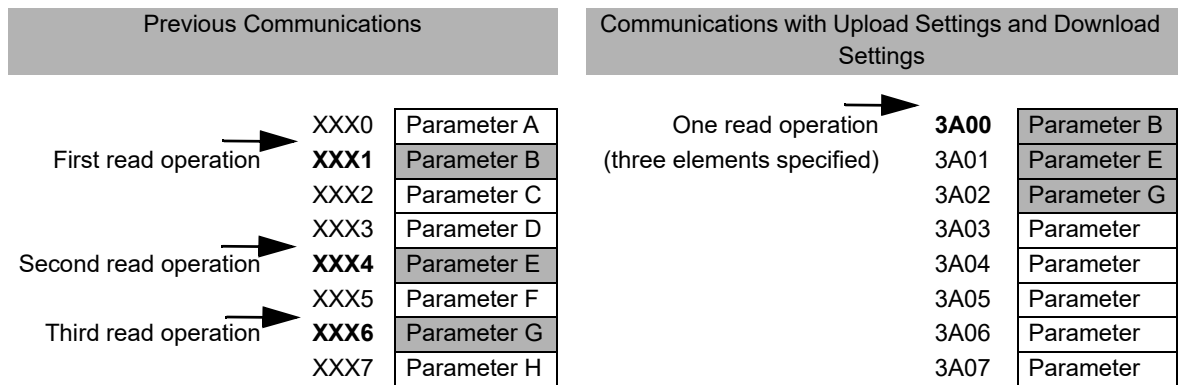 Previous Communications
XXX0 Parameter A
First read operation XXX1 Parameter B
XXX2 Parameter C
XXX3 Parameter D
Second read operation XXX4 Parameter E
XXX5 Parameter F
Third read operation XXX6 Parameter G
XXX7 Parameter H
Communications with Upload Settings and Download
Settings
One read operation 3A00 Parameter B
(three elements specified) 3A01 Parameter E
3A02 Parameter G
3A03 Parameter
3A04 Parameter
3A05 Parameter
3A06 Parameter
3A07 Parameter